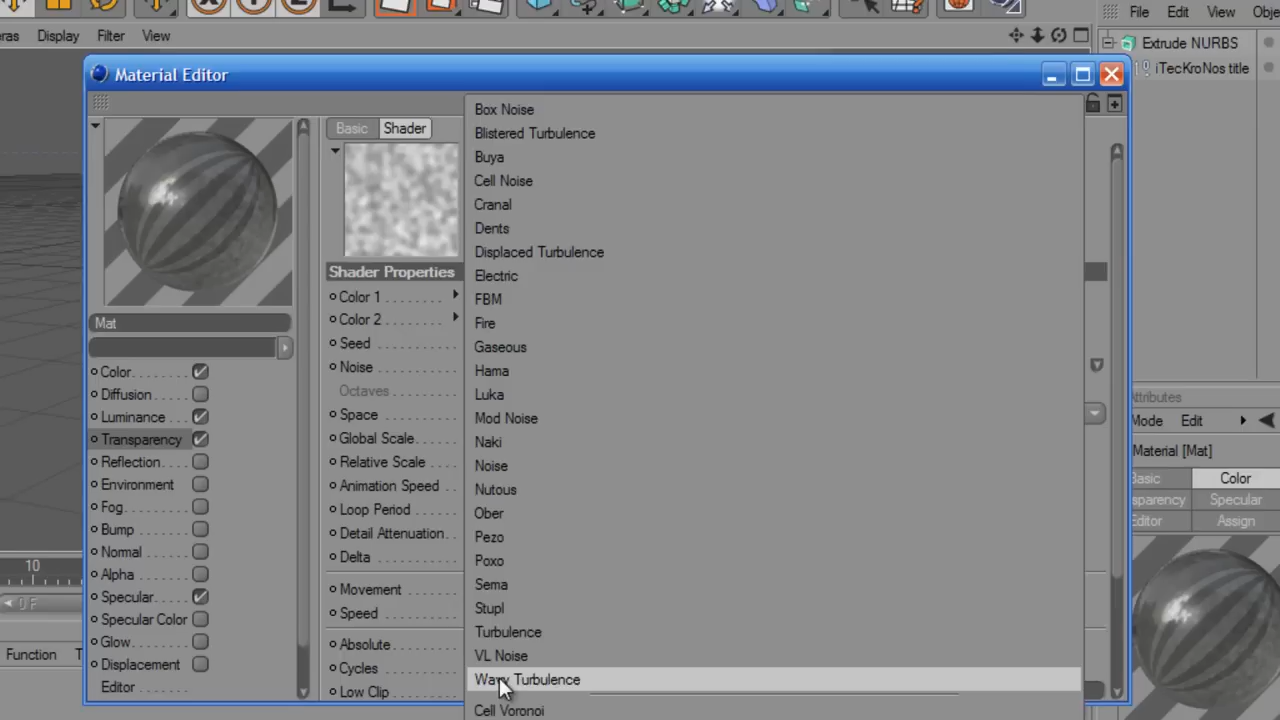 File Edit View Obje
eras Display Filter View
Extrude NURBS
iTecKroNos title
Material Editor
Basic Shader
Mat
Color
Diffusion
Luminance
Transparency
Reflection
Environment
Fog
Bump
Normal
Alpha
Specular
Specular Color
Glow
Displacement
Editor
Shader Properties
Color 1
Color 2
Seed
Noise
Octaves
Space
Global Scale
Relative Scale
Animation Speed
Loop Period
Detail Attenuation
Delta
Movement
Speed
Absolute
Cycles
Low Clip
Box Noise
Blistered Turbulence
Buya
Cell Noise
Cranal
Dents
Displaced Turbulence
Electric
FBM
Fire
Gaseous
Hama
Luka
Mod Noise
Naki
Noise
Nutous
Ober
Pezo
Poxo
Sema
Stupl
Turbulence
VL Noise
Wavy Turbulence
Cell Voronoi
Attributes
Mode Edit
Material [Mat]
Basic Color
sparency Specular
Editor Assign
10
0 F
Function T